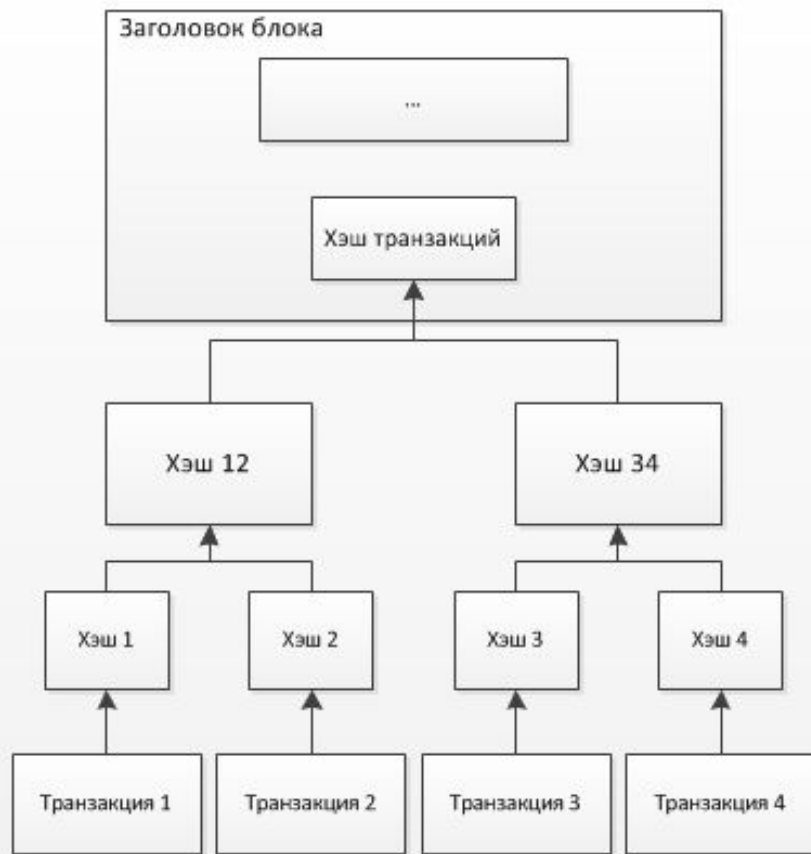 Заголовок блока
...
Хэш транзакций
Хэш 12
Хэш 34
Хэш 1
Хэш 2
Хэш 3
Хэш 4
Транзакция 1
Транзакция 2
Транзакция 3
Транзакция 4